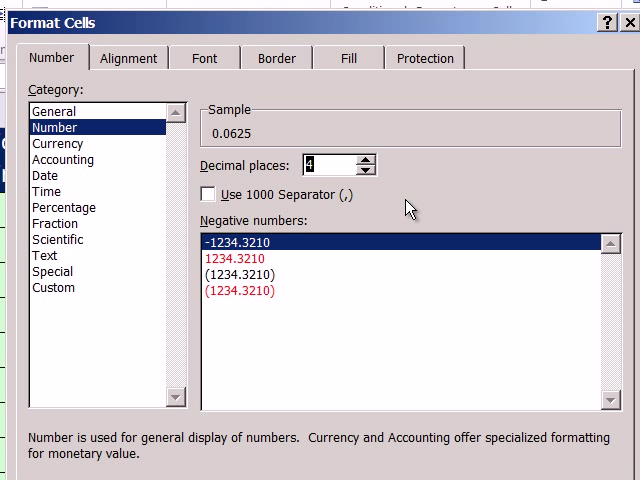 Format Cells
Number Alignment Font Border Fill Protection
Category:
General
Number
Currency
Accounting
Date
Time
Percentage
Fraction
Scientific
Text
Special
Custom
Sample
0.0625
Decimal places: 4
Use 1000 Separator (,)
Negative numbers:
-1234.3210
1234.3210
(1234.3210)
(1234.3210)
Number is used for general display of numbers.  Currency and Accounting offer specialized formatting
for monetary value.